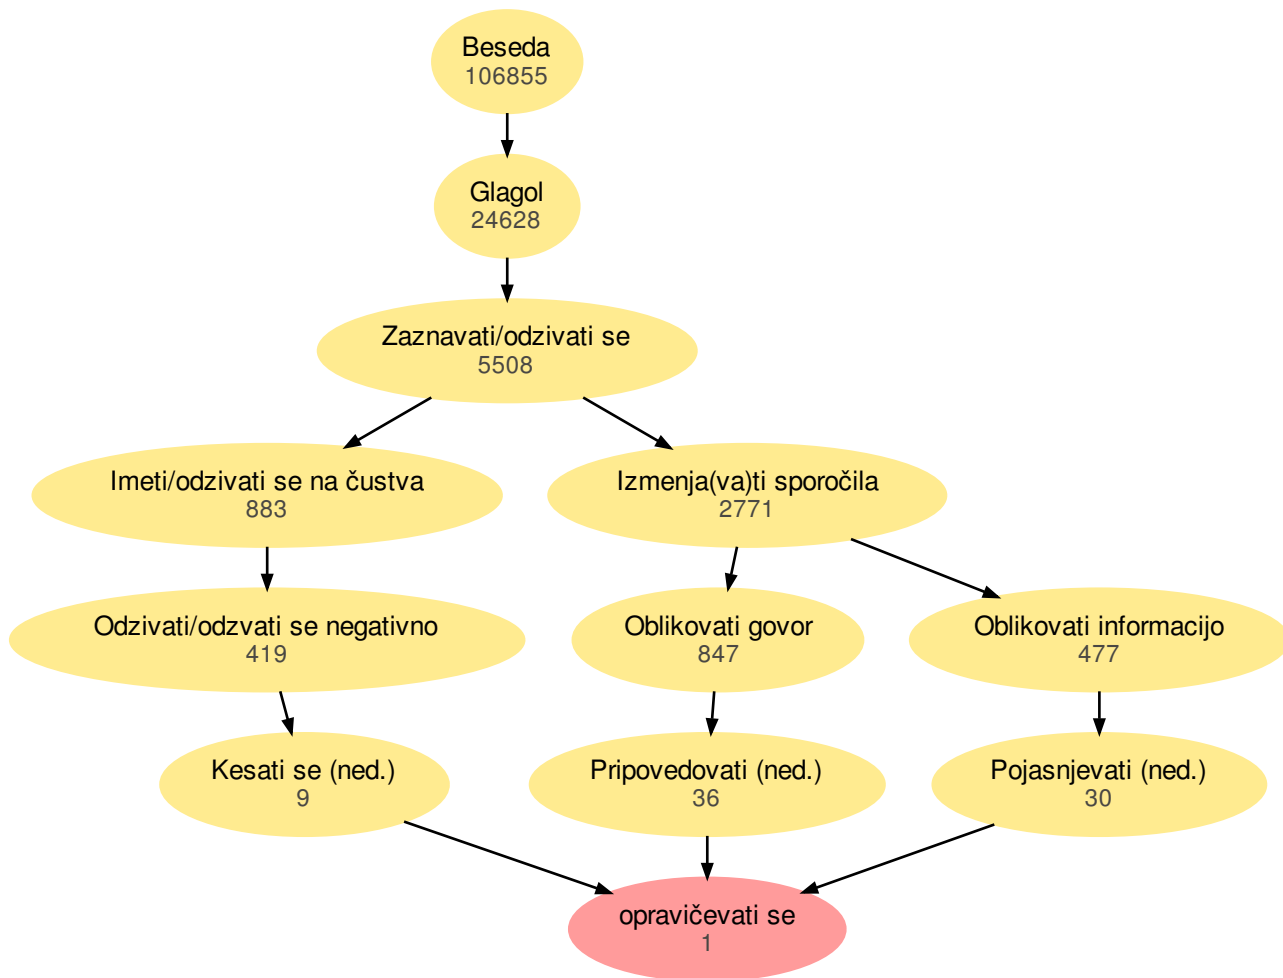 Beseda
106855
Glagol
24628
Zaznavati/odzivati se
5508
Imeti/odzivati se na čustva
883
Izmenja(va)ti sporočila
2771
Odzivati/odzvati se negativno
419
Oblikovati govor
847
Oblikovati informacijo
477
Kesati se (ned.)
9
Pripovedovati (ned.)
36
Pojasnjevati (ned.)
30
opravičevati se
1